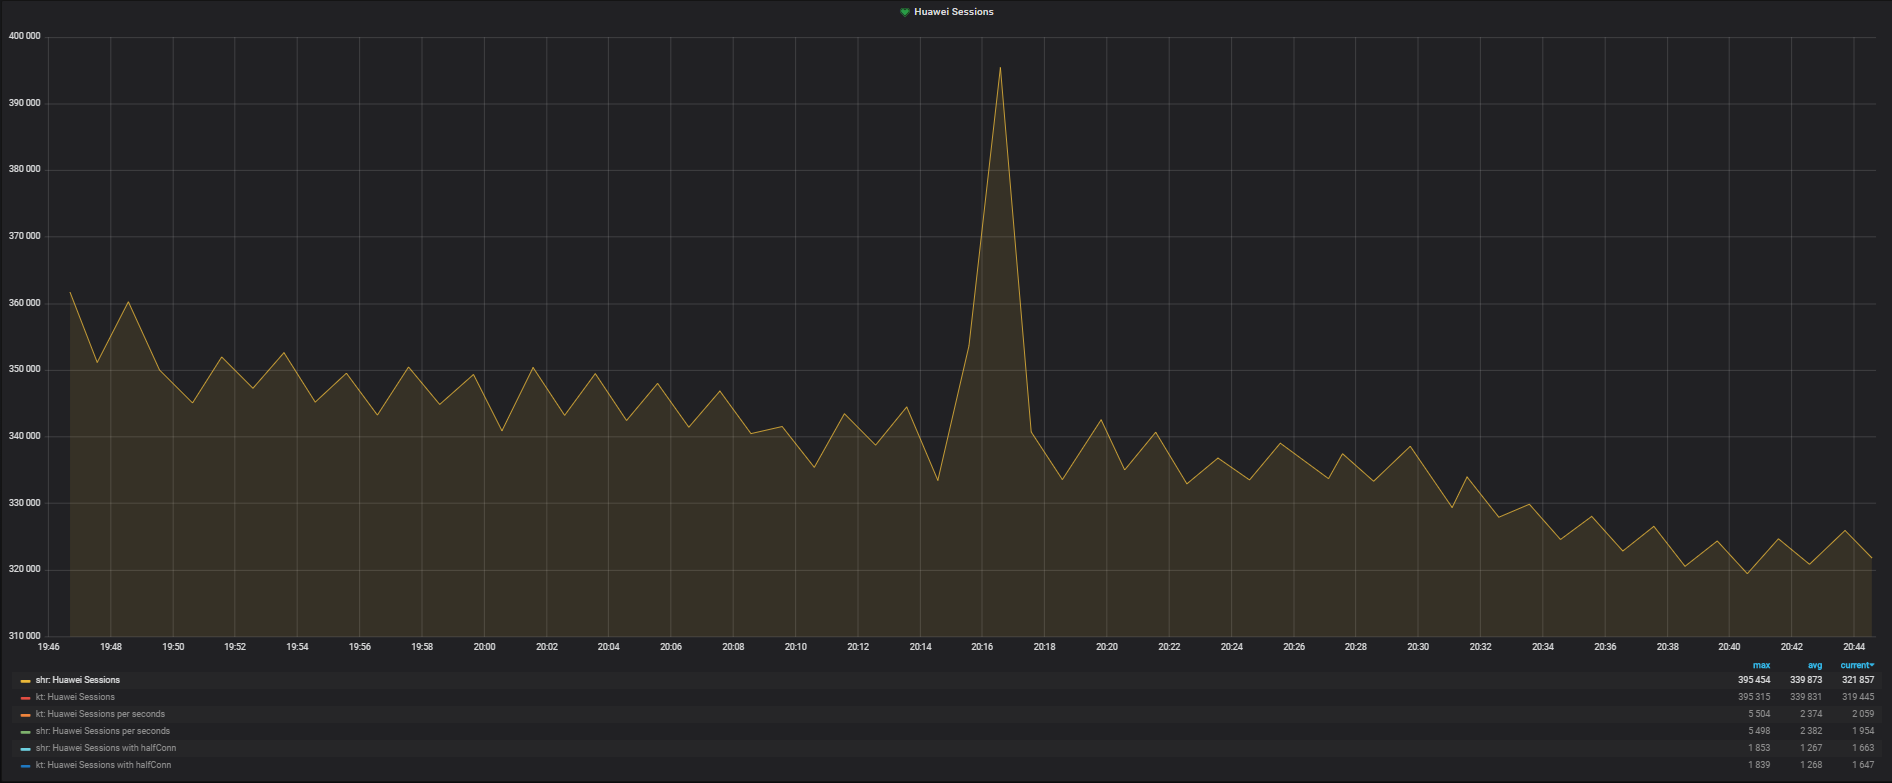 Huawei Sessions
400 000
390 000
380 000
370 000
360 000
350 000
340 000
330 000
320 000
310 000
19:46 19:48 19:50 19:52 19:54 19:56 19:58 20:00 20:02 20:04 20:06 20:08 20:10 20:12 20:14 20:16 20:18 20:20 20:22 20:24 20:26 20:28 20:30 20:32 20:34 20:36 20:38 20:40 20:42 20:44
max avg current
shr: Huawei Sessions 395 454 339 873 321 857
kt: Huawei Sessions 395 315 339 831 319 445
kt: Huawei Sessions per seconds 5 504 2 374 2 059
shr: Huawei Sessions per seconds 5 498 2 382 1 954
shr: Huawei Sessions with halfConn 1 853 1 267 1 663
kt: Huawei Sessions with halfConn 1 839 1 268 1 647